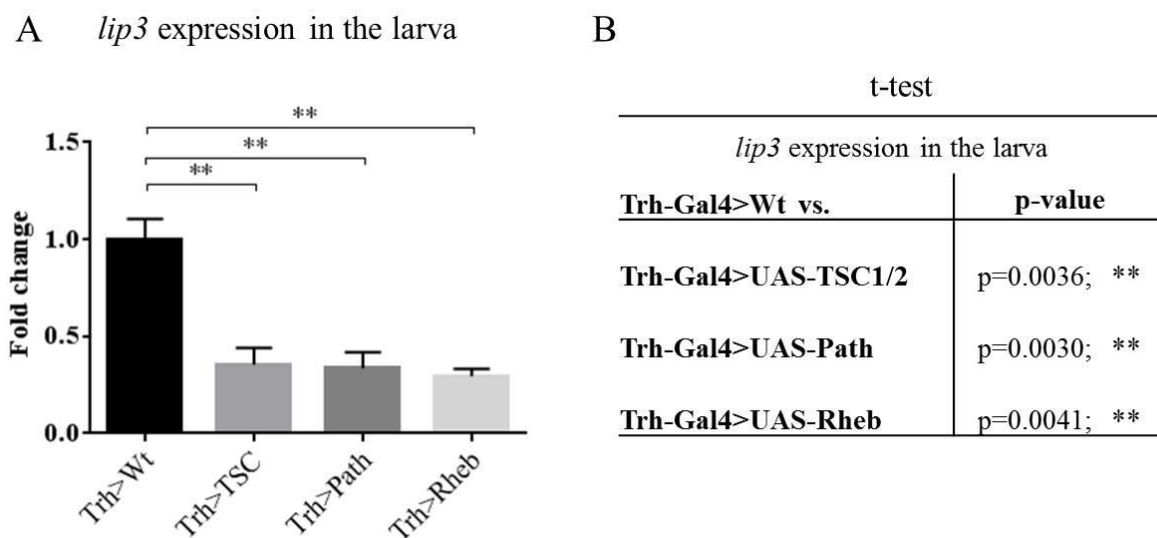 A lip3 expression in the larva
**
**
**
1.5
1.0
0.5
0.0
Fold change
Trh>Wt
Trh>TSC
Trh>Path
Trh>Rheb
B
t-test
lip3 expression in the larva
Trh-Gal4>Wt vs. p-value
Trh-Gal4>UAS-TSC1/2 p=0.0036; **
Trh-Gal4>UAS-Path p=0.0030; **
Trh-Gal4>UAS-Rheb p=0.0041; **